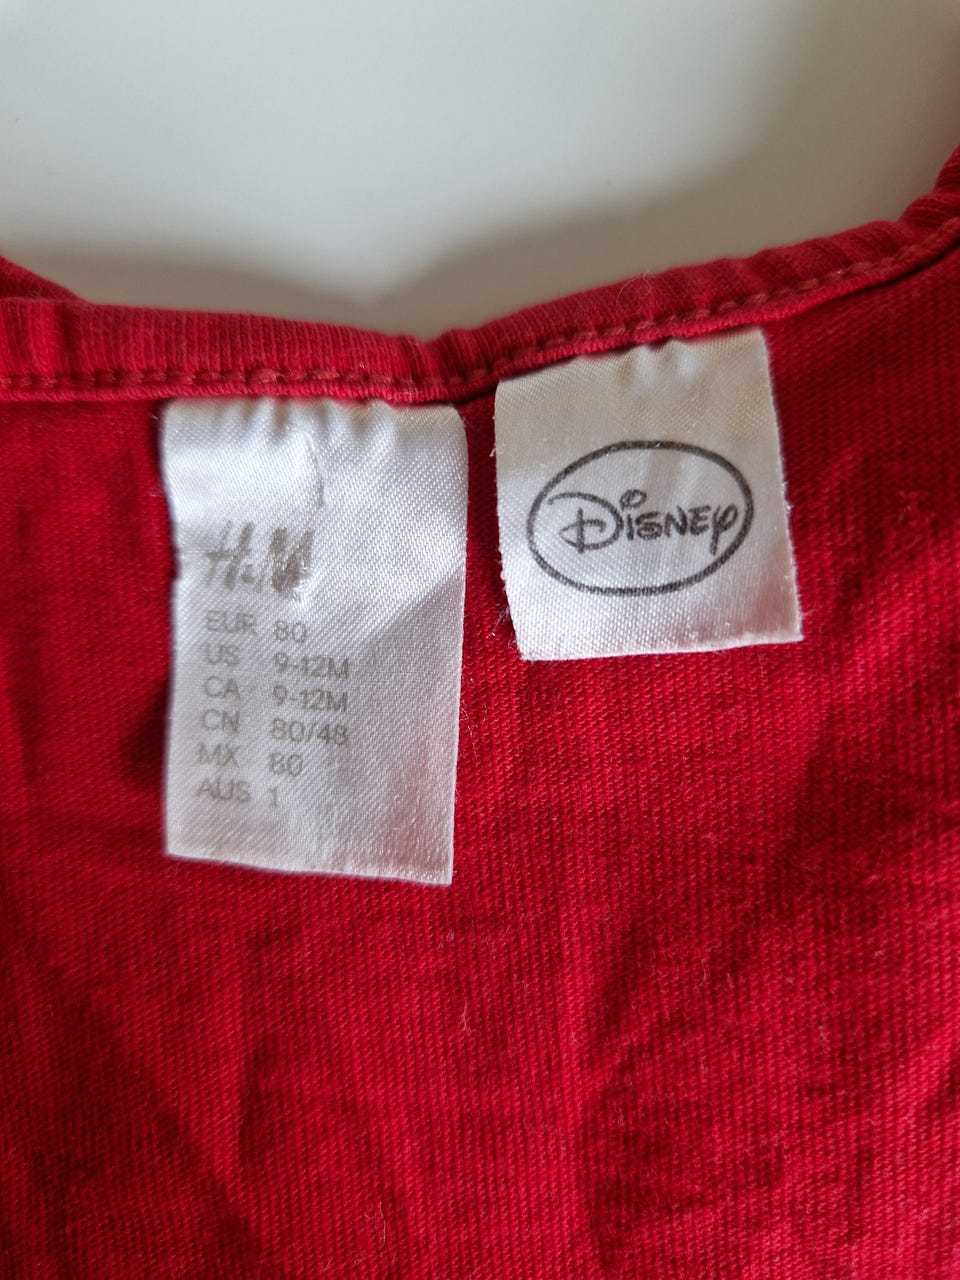 H&M
EUR 80
US 9-12M
CA 9-12M
CN 80/48
MX 80
AUS 1
Disney